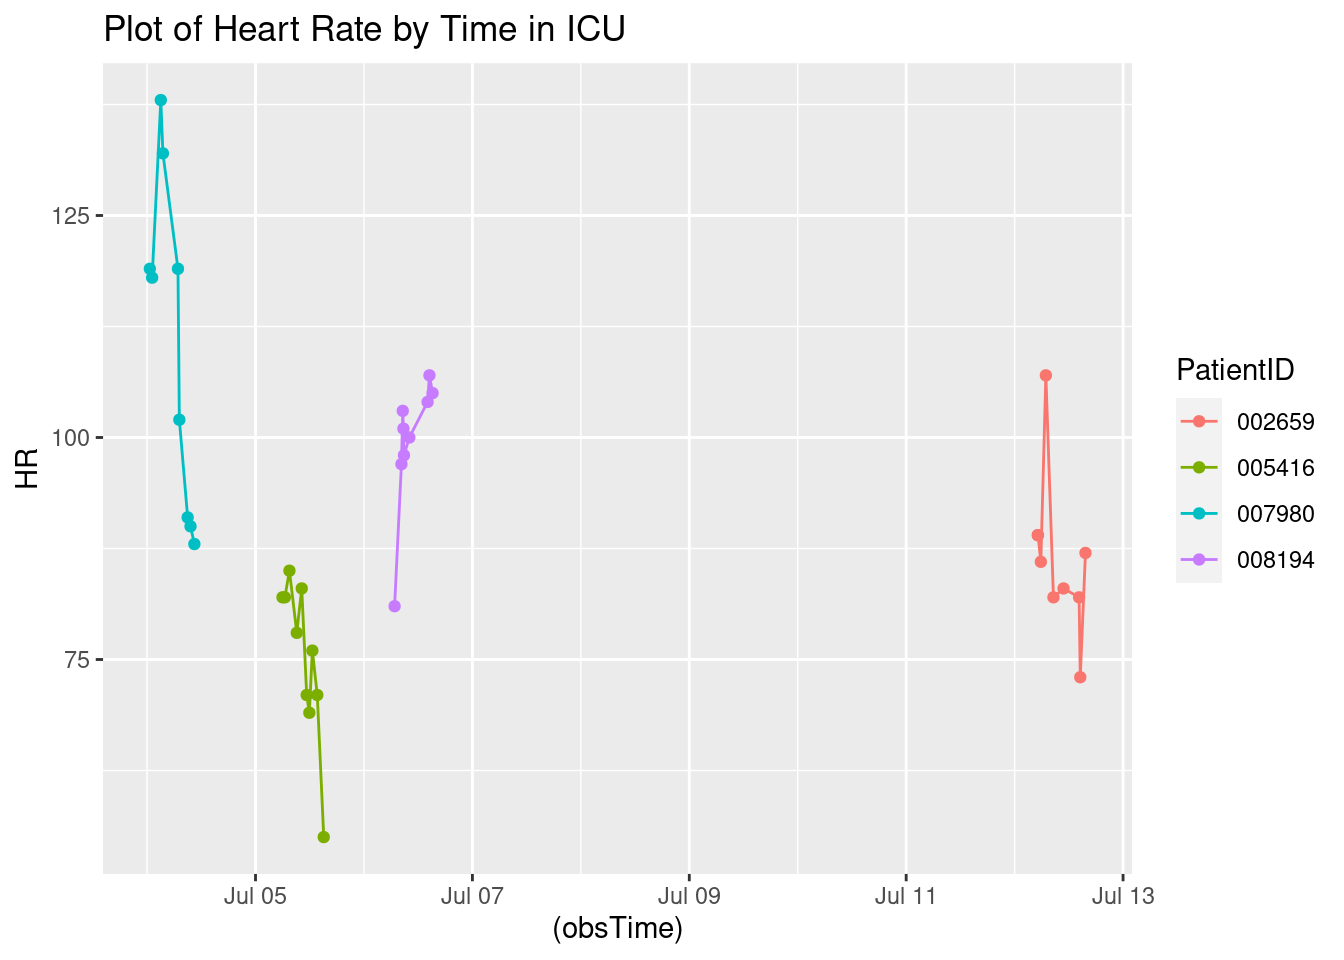 Plot of Heart Rate by Time in ICU
125
100
75
HR
Jul 05 Jul 07 Jul 09 Jul 11 Jul 13
(obsTime)
PatientID
002659
005416
007980
008194